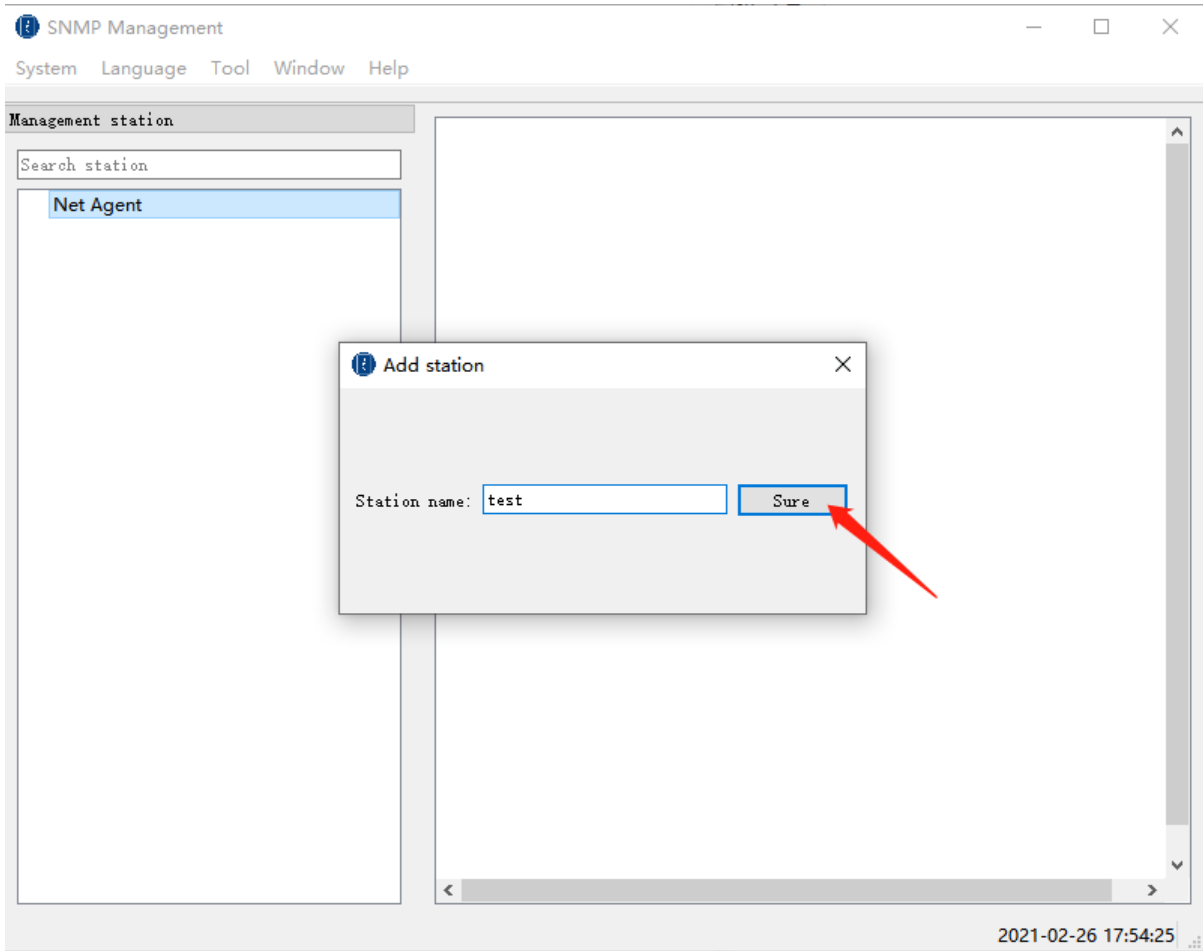 SNMP Management
System Language Tool Window Help
Management station
Search station
Net Agent
Add station
Station name: test Sure
2021-02-26 17:54:25